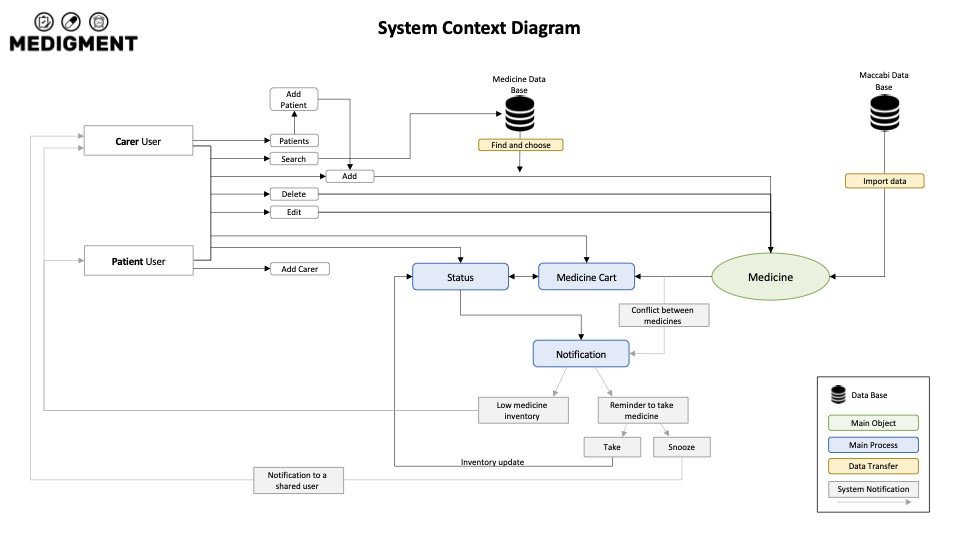 MEDIGMENT
System Context Diagram
Medicine Data
Base
Maccabi Data
Base
Add
Patient
Carer User
Patients
Find and choose
Search
Add
Import data
Delete
Edit
Patient User
Add Carer
Status
Medicine Cart
Medicine
Conflict between
medicines
Notification
Low medicine
inventory
Reminder to take
medicine
Take
Snooze
Inventory update
Notification to a
shared user
Data Base
Main Object
Main Process
Data Transfer
System Notification